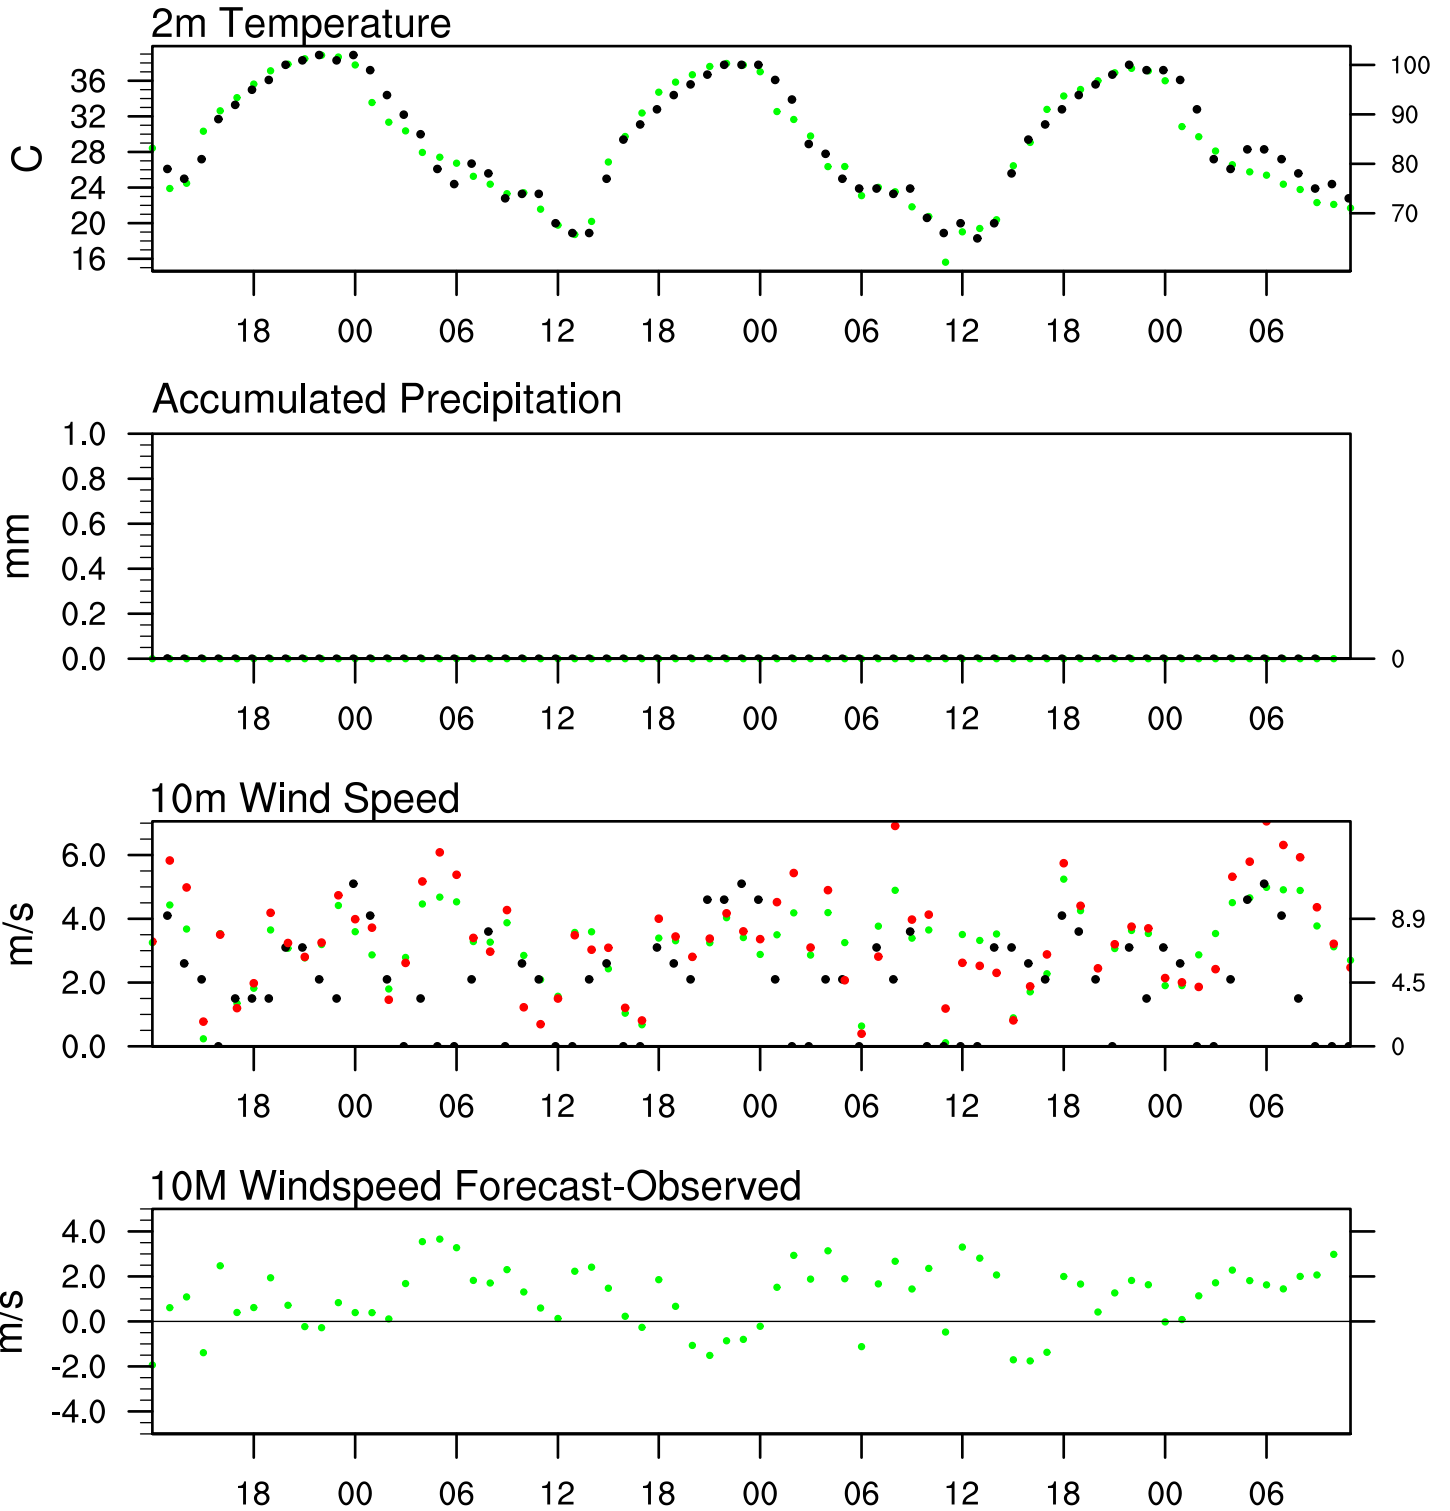 2m Temperature
C
36
32
28
24
20
16
100
90
80
70
18 00 06 12 18 00 06 12 18 00 06
Accumulated Precipitation
mm
1.0
0.8
0.6
0.4
0.2
0.0
0
18 00 06 12 18 00 06 12 18 00 06
10m Wind Speed
m/s
6.0
4.0
2.0
0.0
8.9
4.5
0
18 00 06 12 18 00 06 12 18 00 06
10M Windspeed Forecast-Observed
m/s
4.0
2.0
0.0
-2.0
-4.0
18 00 06 12 18 00 06 12 18 00 06